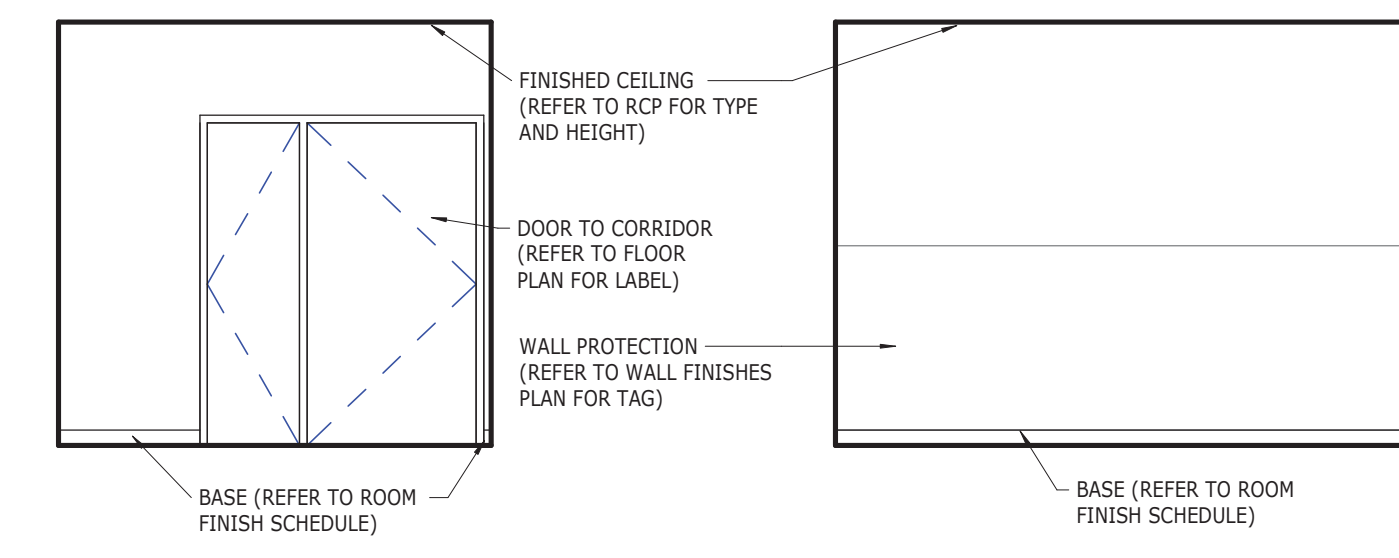 FINISHED CEILING
(REFER TO RCP FOR TYPE
AND HEIGHT)
DOOR TO CORRIDOR
(REFER TO FLOOR
PLAN FOR LABEL)
WALL PROTECTION
(REFER TO WALL FINISHES
PLAN FOR TAG)
BASE (REFER TO ROOM
FINISH SCHEDULE)
BASE (REFER TO ROOM
FINISH SCHEDULE)